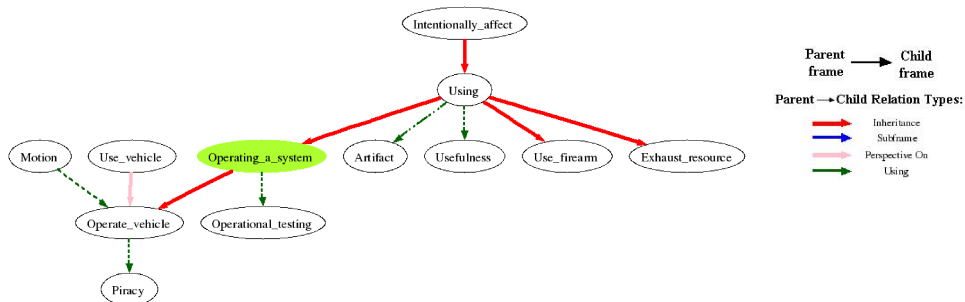 Intentionally_affect
Using
Motion
Use_vehicle
Operating_a_system
Artifact
Usefulness
Use_firearm
Exhaust_resource
Operate_vehicle
Operational_testing
Piracy
Parent frame
Child frame
Parent → Child Relation Types:
Inheritance
Subframe
Perspective On
Using